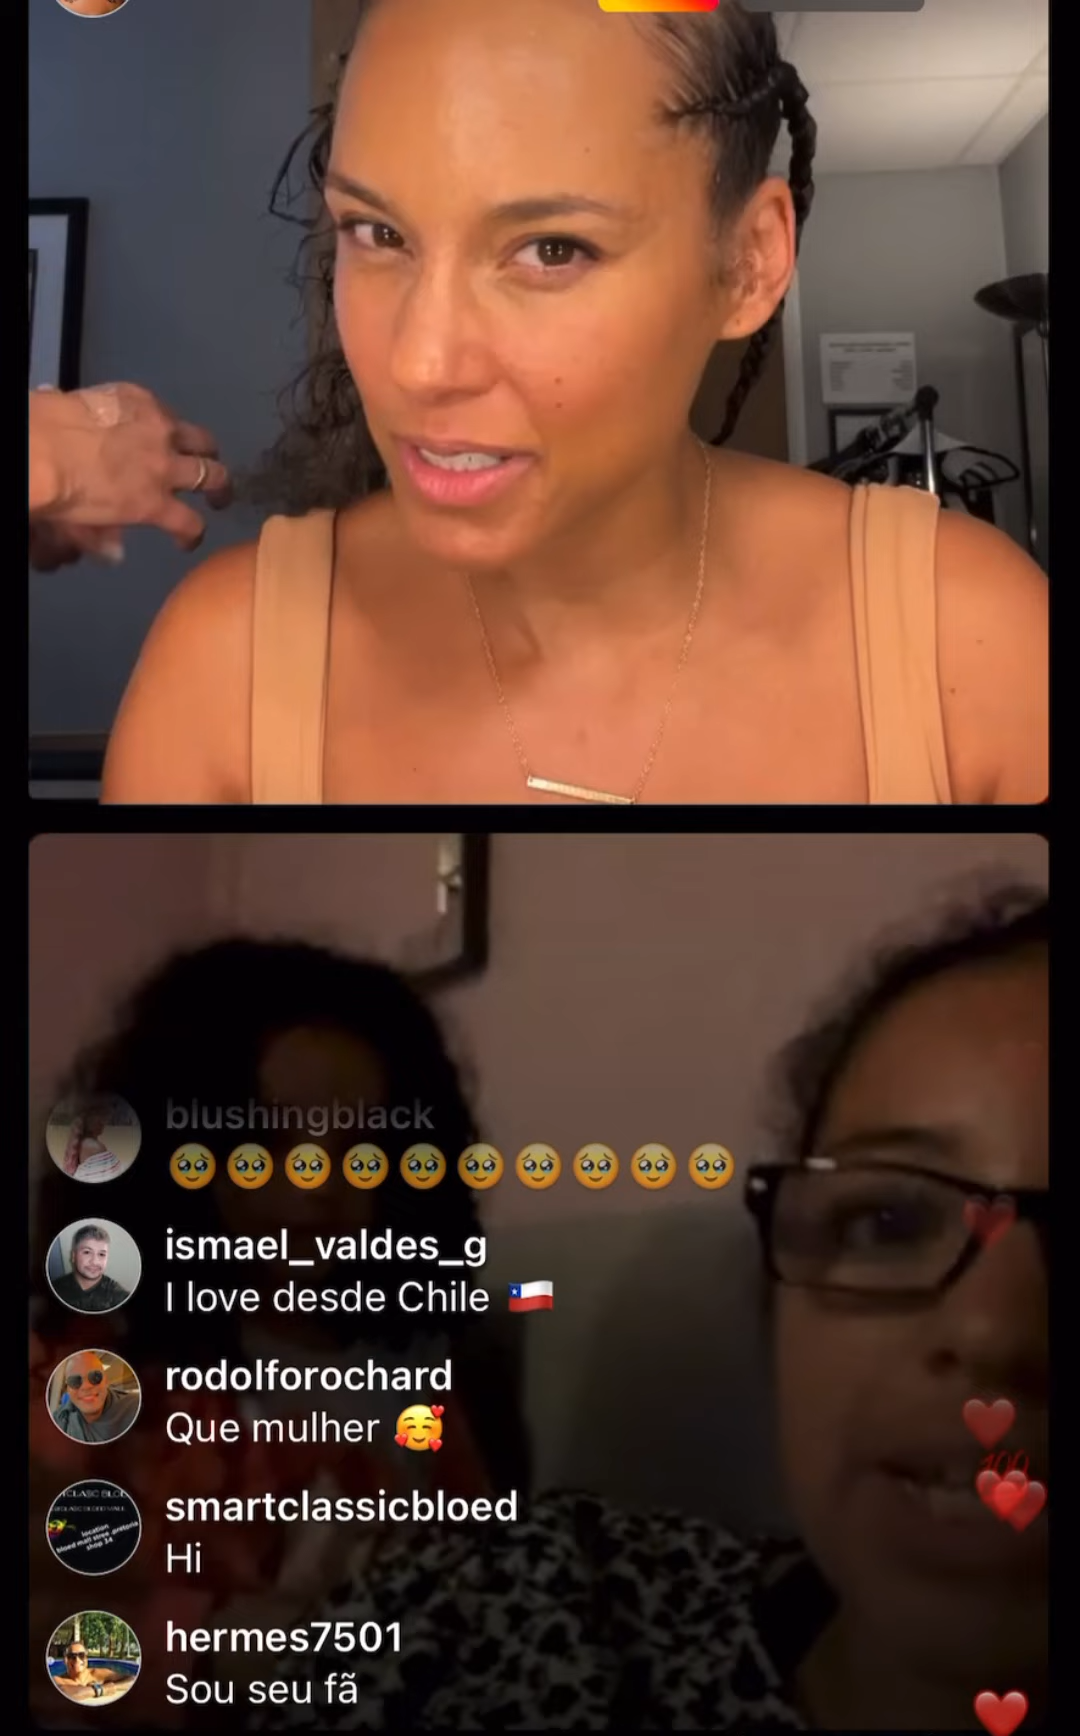 blushingblack
🥹🥹🥹🥹🥹🥹🥹🥹🥹🥹
ismael_valdes_g
I love desde Chile 🇨🇱
rodolforochard
Que mulher 🥰
smartclassicbloed
Hi
hermes7501
Sou seu fã